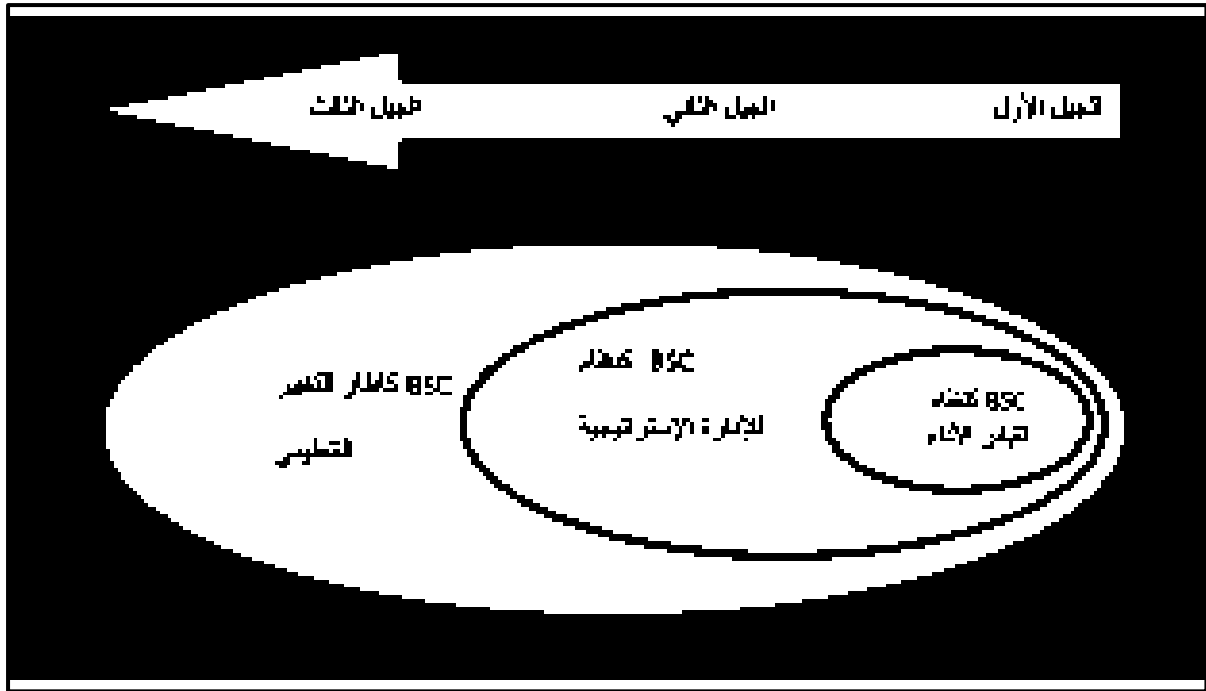 الجيل الأول
الجيل الثاني
الجيل الثالث
BSC كنظام
لقياس الأداء
BSC كنظام
للإدارة الإستراتيجية
BSC كإطار للتغيير
التنظيمي